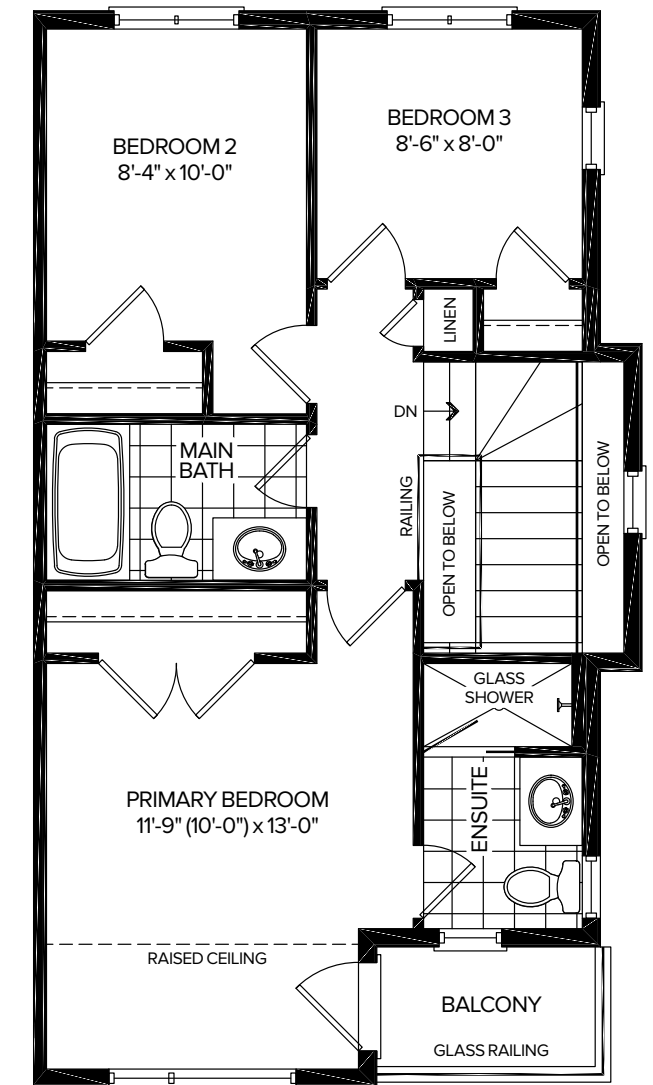 BEDROOM 2
8'-4" x 10'-0"
BEDROOM 3
8'-6" x 8'-0"
LINEN
DN
MAIN
BATH
RAILING
OPEN TO BELOW
OPEN TO BELOW
GLASS
SHOWER
ENSUITE
PRIMARY BEDROOM
11'-9" (10'-0") x 13'-0"
RAISED CEILING
BALCONY
GLASS RAILING